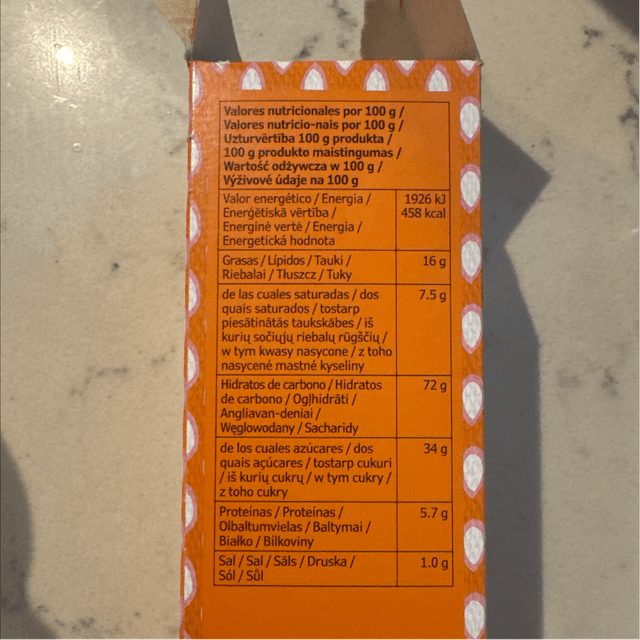 Valores nutricionales por 100 g /
Valores nutricio-nais por 100 g /
Uzturvērtība 100 g produkta /
100 g produkto maistingumas /
Wartość odżywcza w 100 g /
Výživové údaje na 100 g
Valor energético / Energia /
Enerģētiskā vērtība /
Energinė vertė / Energia /
Energetická hodnota
1926 kJ
458 kcal
Grasas / Lípidos / Tauki /
Riebalai / Tłuszcz / Tuky
16 g
de las cuales saturadas / dos
quais saturados / tostarp
piesātinātās taukskābes / iš
kurių sočiųjų riebalų rūgščių /
w tym kwasy nasycone / z toho
nasycené mastné kyseliny
7.5 g
Hidratos de carbono / Hidratos
de carbono / Ogļhidrāti /
Angliavan-deniai /
Węglowodany / Sacharidy
72 g
de los cuales azúcares / dos
quais açúcares / tostarp cukuri
/ iš kurių cukrų / w tym cukry /
z toho cukry
34 g
Proteínas / Proteínas /
Olbaltumvielas / Baltymai /
Białko / Bílkoviny
5.7 g
Sal / Sal / Sāls / Druska /
Sól / Sůl
1.0 g